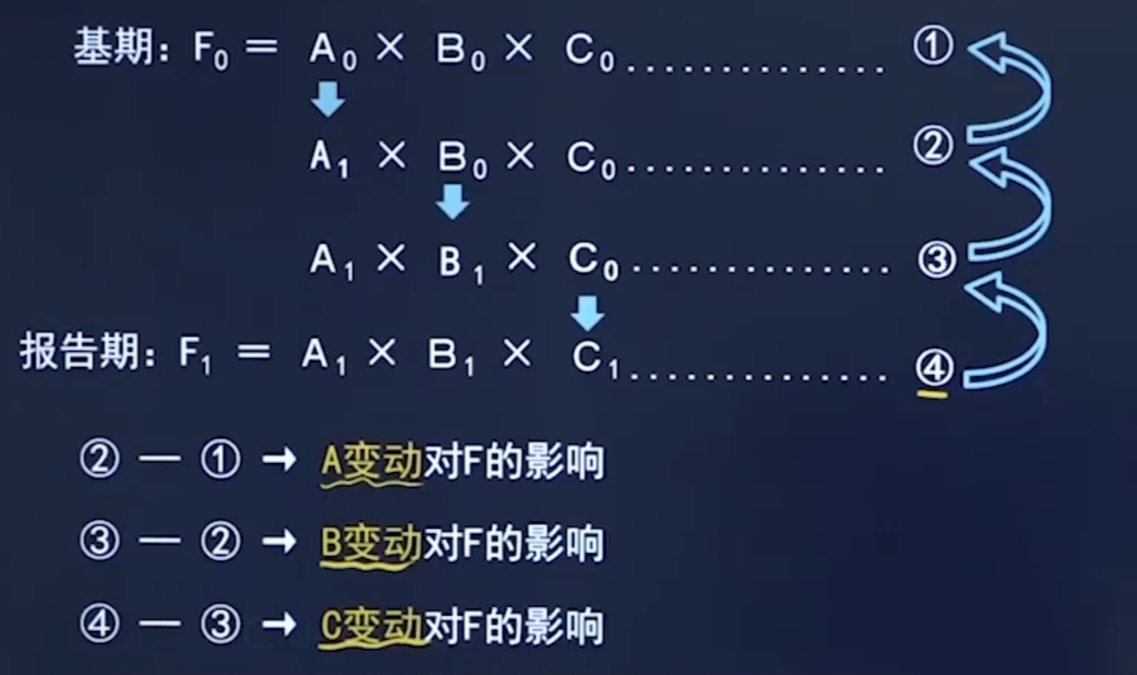 基期：F₀ = A₀ × B₀ × C₀ .............. ①
A₁ × B₀ × C₀ .............. ②
A₁ × B₁ × C₀ .............. ③
报告期：F₁ = A₁ × B₁ × C₁ .............. ④
② — ① → A变动对F的影响
③ — ② → B变动对F的影响
④ — ③ → C变动对F的影响